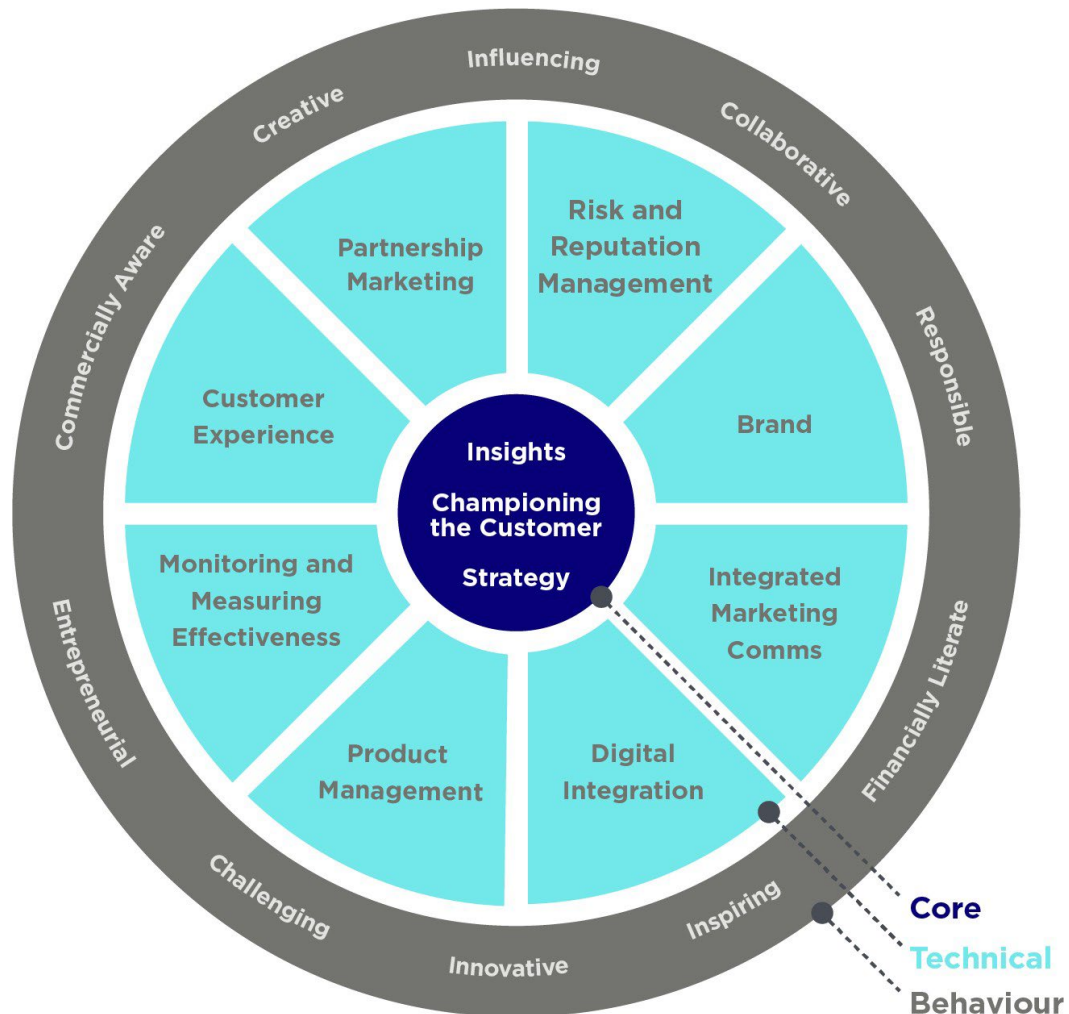 Influencing
Collaborative
Responsible
Financially Literate
Inspiring
Innovative
Challenging
Entrepreneurial
Commercially Aware
Creative
Partnership
Marketing
Risk and
Reputation
Management
Brand
Integrated
Marketing
Comms
Digital
Integration
Product
Management
Monitoring and
Measuring
Effectiveness
Customer
Experience
Insights
Championing
the Customer
Strategy
Core
Technical
Behaviour